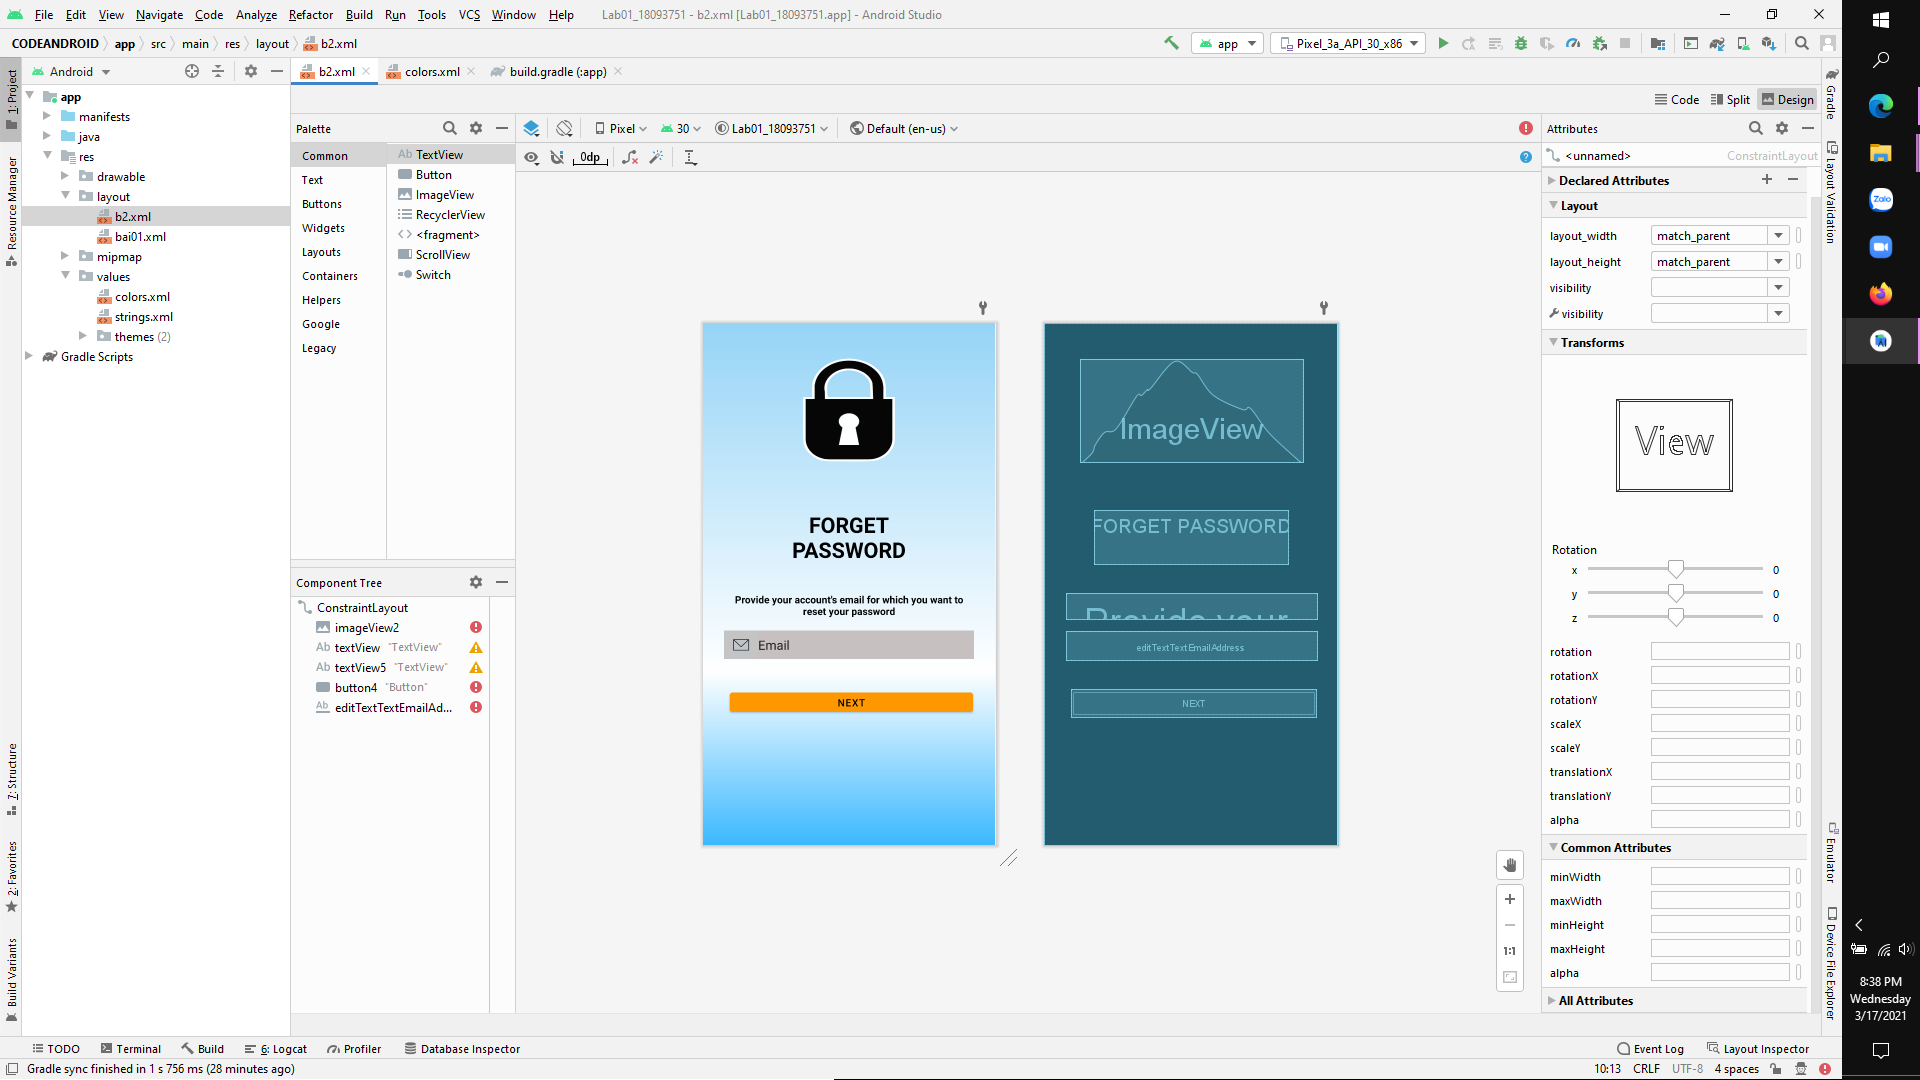 File Edit View Navigate Code Analyze Refactor Build Run Tools VCS Window Help Lab01_18093751 - b2.xml [Lab01_18093751.app] - Android Studio
CODEANDROID app src main res layout b2.xml app Pixel_3a_API_30_x86
Android b2.xml colors.xml build.gradle (:app)
Code Split Design
1: Project
Resource Manager
7: Structure
2: Favorites
Build Variants
app
manifests
java
res
drawable
layout
b2.xml
bai01.xml
mipmap
values
colors.xml
strings.xml
themes (2)
Gradle Scripts
Palette
Common
Text
Buttons
Widgets
Layouts
Containers
Helpers
Google
Legacy
Ab TextView
Button
ImageView
RecyclerView
<fragment>
ScrollView
Switch
Component Tree
ConstraintLayout
imageView2
Ab textView "TextView"
Ab textView5 "TextView"
button4 "Button"
Ab editTextTextEmailAd...
Pixel 30 Lab01_18093751 Default (en-us)
0dp
FORGET
PASSWORD
Provide your account's email for which you want to
reset your password
Email
NEXT
ImageView
FORGET PASSWORD
Provide your
editTextTextEmailAddress
NEXT
1:1
Attributes
<unnamed> ConstraintLayout
Declared Attributes
Layout
layout_width match_parent
layout_height match_parent
visibility
visibility
Transforms
View
Rotation
x 0
y 0
z 0
rotation
rotationX
rotationY
scaleX
scaleY
translationX
translationY
alpha
Common Attributes
minWidth
maxWidth
minHeight
maxHeight
alpha
All Attributes
Gradle
Layout Validation
Emulator
Device File Explorer
Zalo
8:38 PM
Wednesday
3/17/2021
TODO Terminal Build 6: Logcat Profiler Database Inspector Event Log Layout Inspector
Gradle sync finished in 1 s 756 ms (28 minutes ago) 10:13 CRLF UTF-8 4 spaces